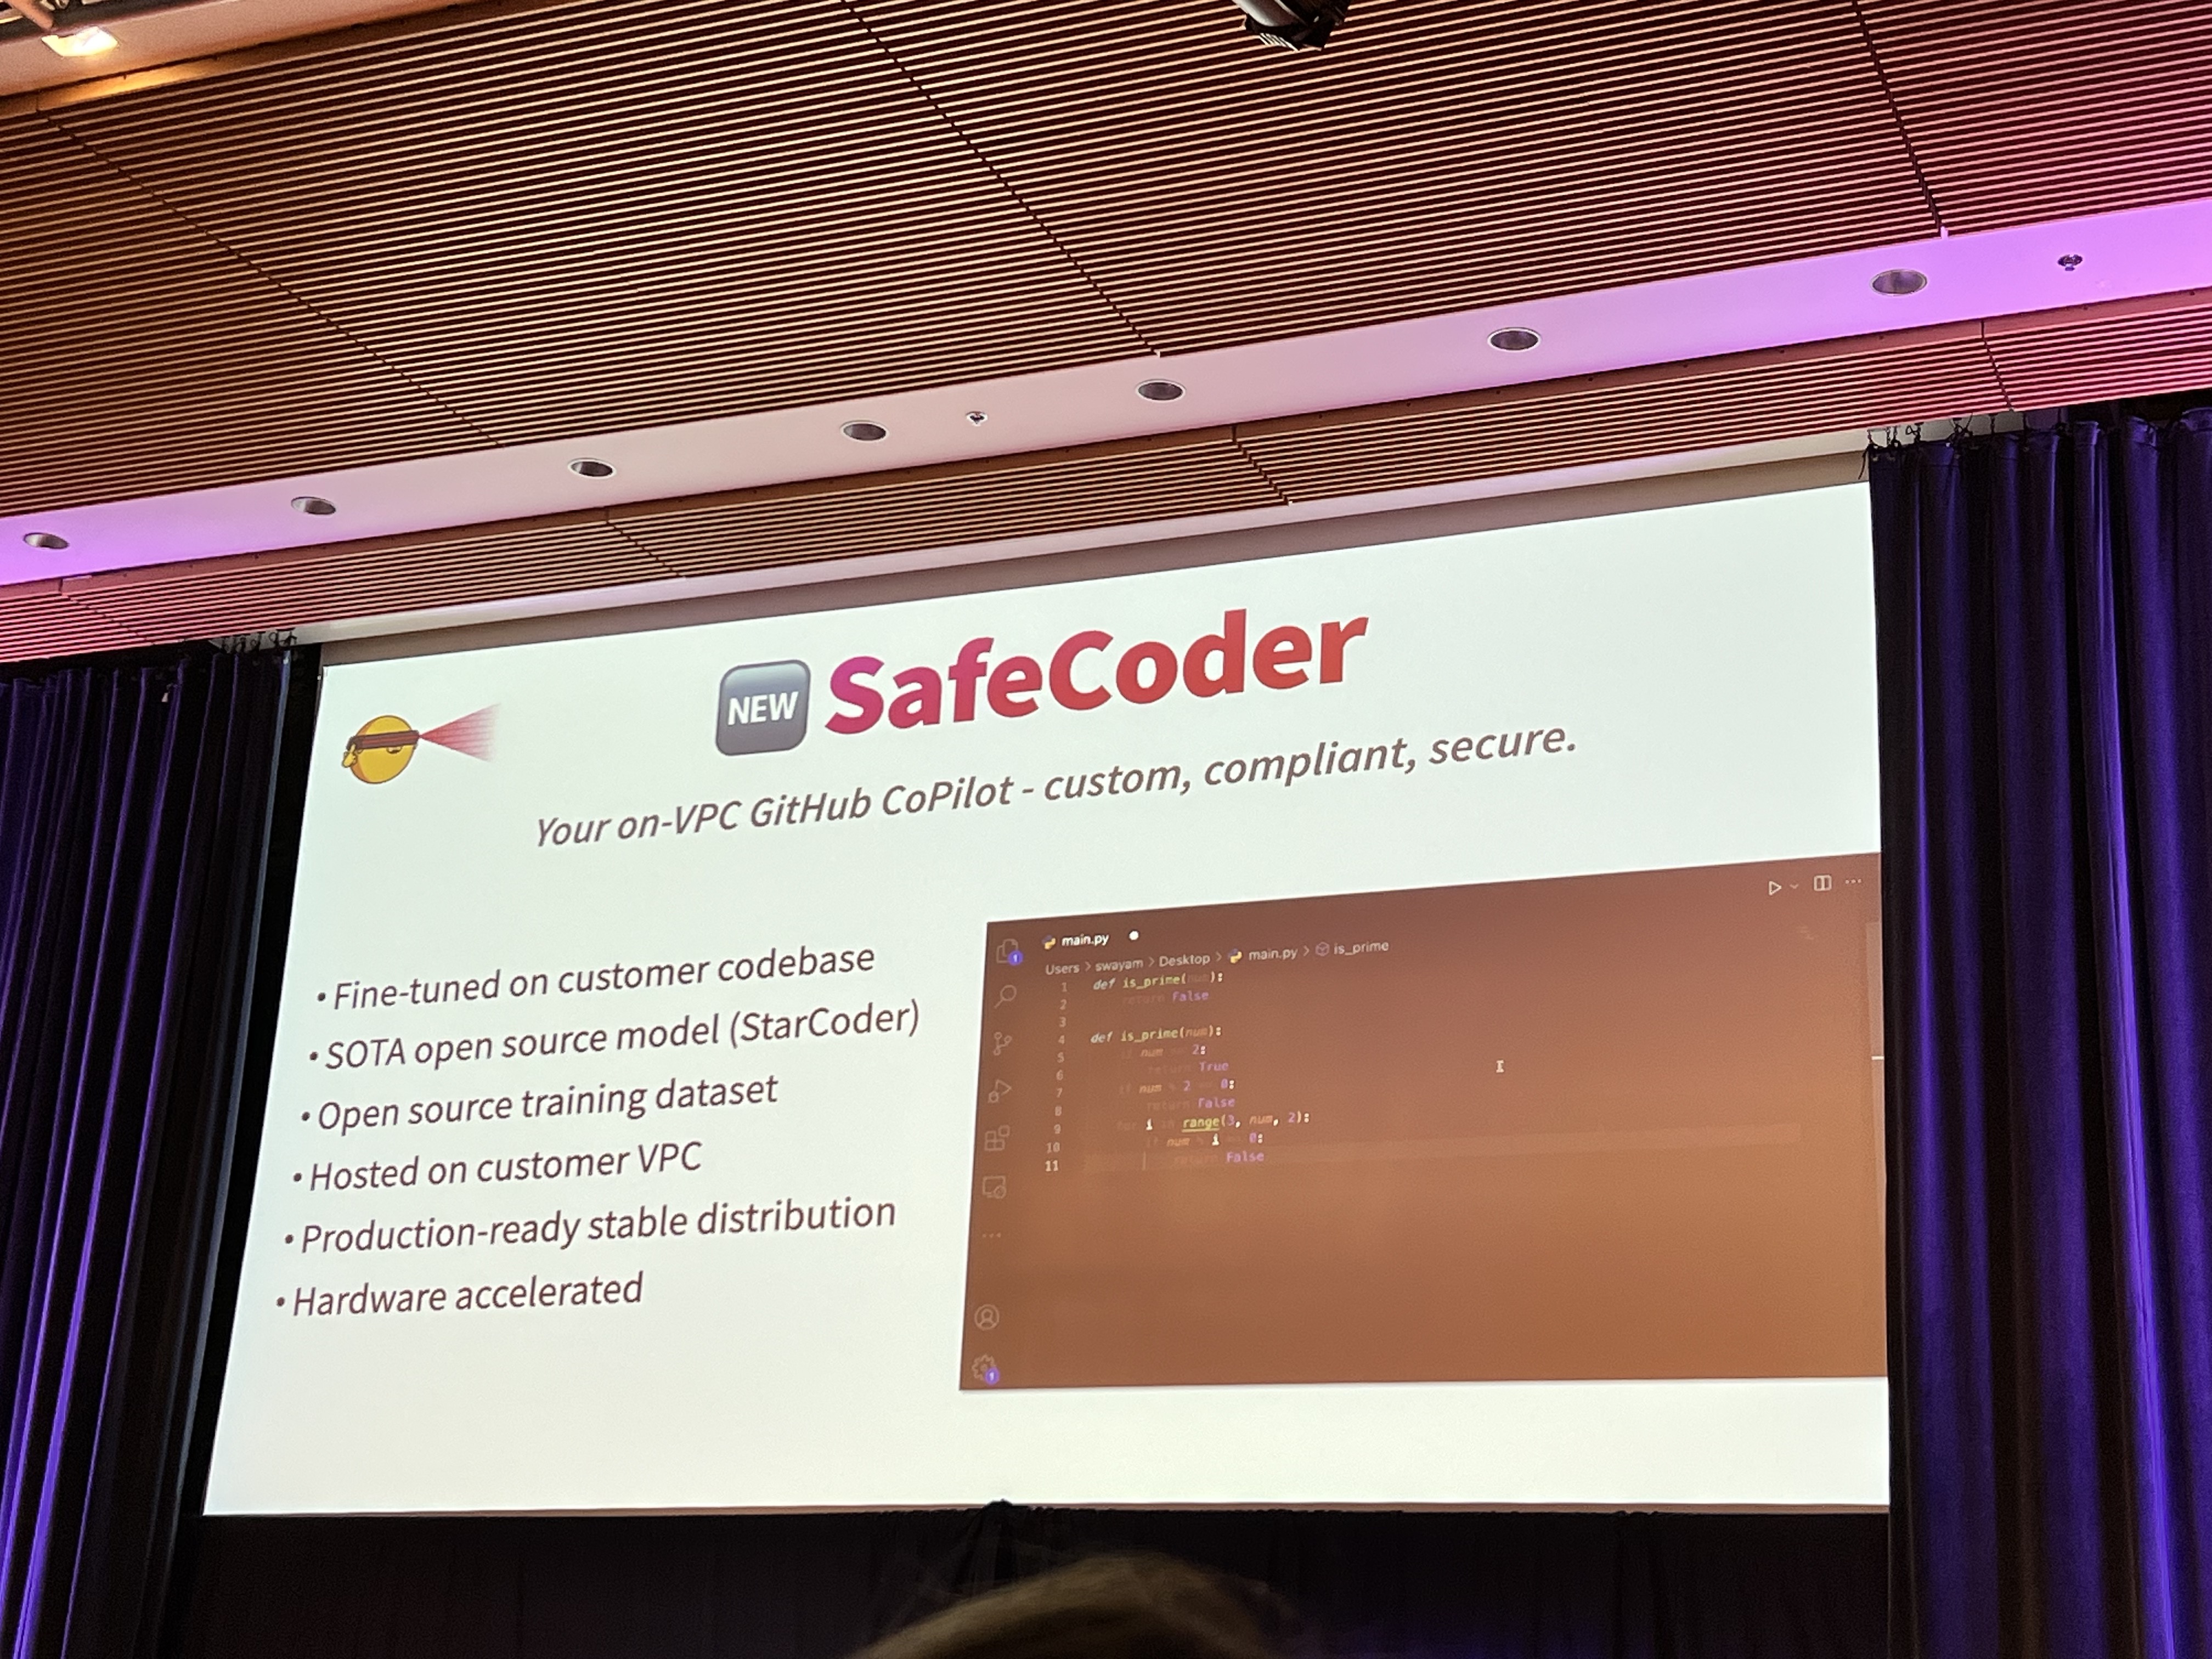 NEW SafeCoder
Your on-VPC GitHub CoPilot - custom, compliant, secure.
• Fine-tuned on customer codebase
• SOTA open source model (StarCoder)
• Open source training dataset
• Hosted on customer VPC
• Production-ready stable distribution
• Hardware accelerated
main.py
Users > swayam > Desktop > main.py > is_prime
1 def is_prime(num):
2 return False
3
4 def is_prime(num):
5 if num == 2:
6 return True
7 if num % 2 == 0:
8 return False
9 for i in range(3, num, 2):
10 if num % i == 0:
11 return False